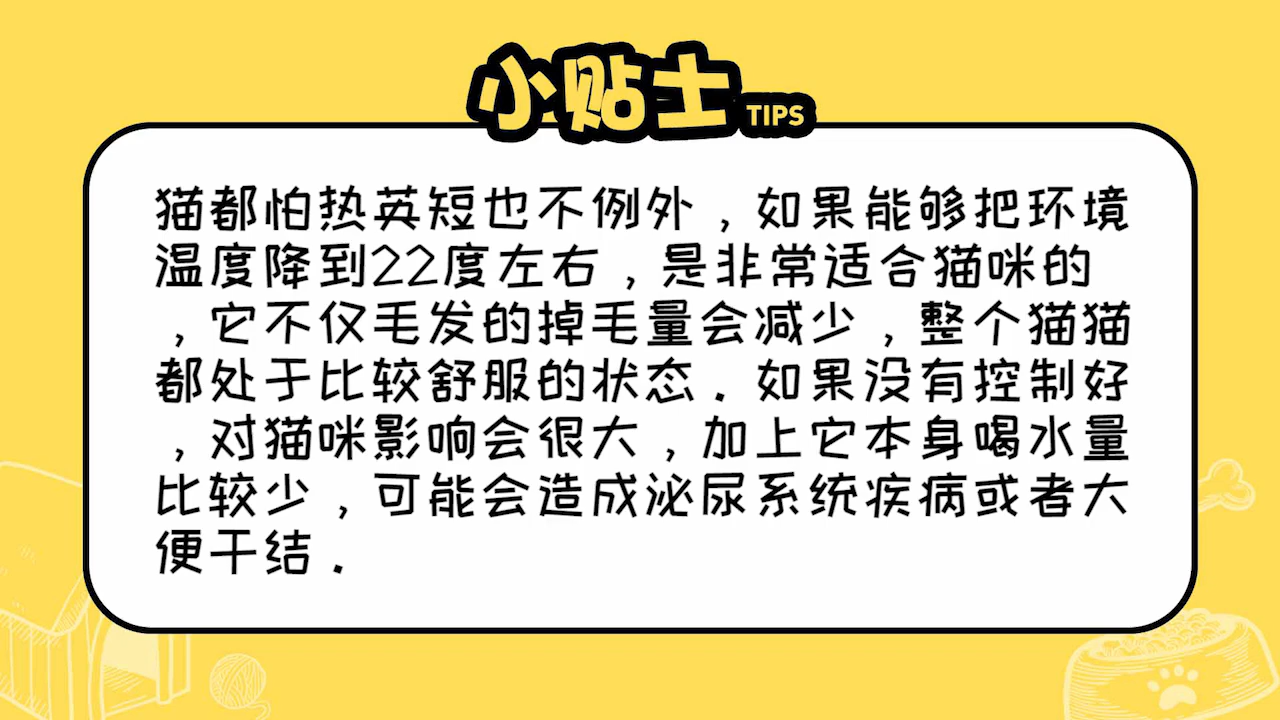 小贴士 TIPS
猫都怕热英短也不例外，如果能够把环境
温度降到22度左右，是非常适合猫咪的
，它不仅毛发的掉毛量会减少，整个猫猫
都处于比较舒服的状态．如果没有控制好
，对猫咪影响会很大，加上它本身喝水量
比较少，可能会造成泌尿系统疾病或者大
便干结．